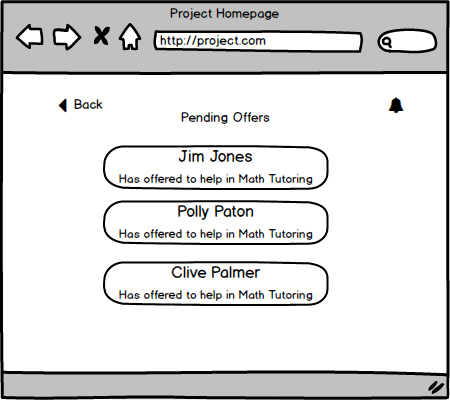 Project Homepage
http://project.com
Back
Pending Offers
Jim Jones
Has offered to help in Math Tutoring
Polly Paton
Has offered to help in Math Tutoring
Clive Palmer
Has offered to help in Math Tutoring